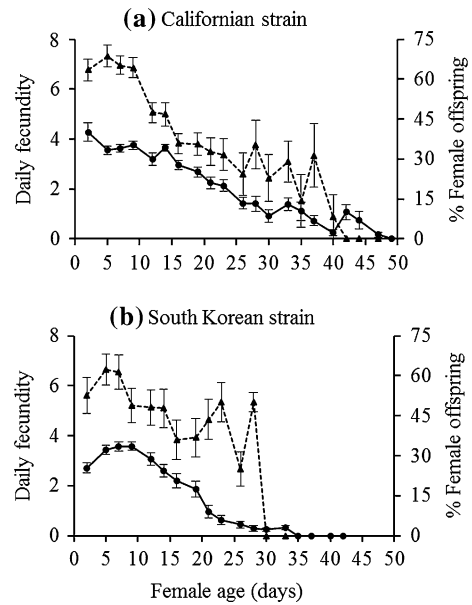 (a) Californian strain
8 75
6 60
45
4
30
2 15
0 0
Daily fecundity
% Female offspring
0 5 10 15 20 25 30 35 40 45 50
(b) South Korean strain
8 75
6 60
45
4
30
2 15
0 0
Daily fecundity
% Female offspring
0 5 10 15 20 25 30 35 40 45 50
Female age (days)